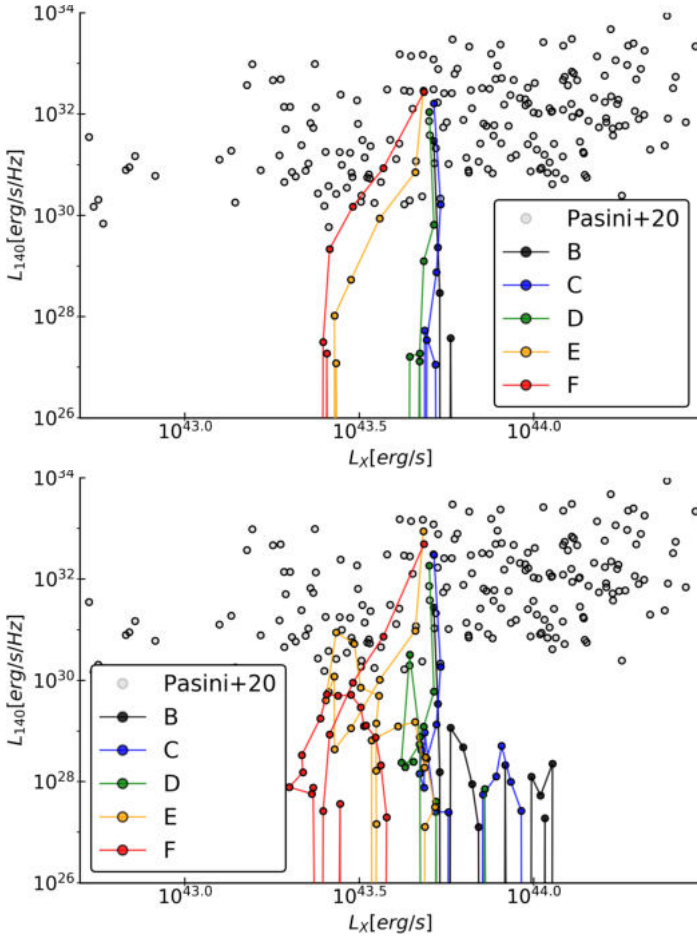 10^34
10^32
10^30
10^28
10^26
L_140[erg/s/Hz]
Pasini+20
B
C
D
E
F
10^43.0
10^43.5
10^44.0
L_X[erg/s]
10^34
10^32
10^30
10^28
10^26
L_140[erg/s/Hz]
Pasini+20
B
C
D
E
F
10^43.0
10^43.5
10^44.0
L_X[erg/s]